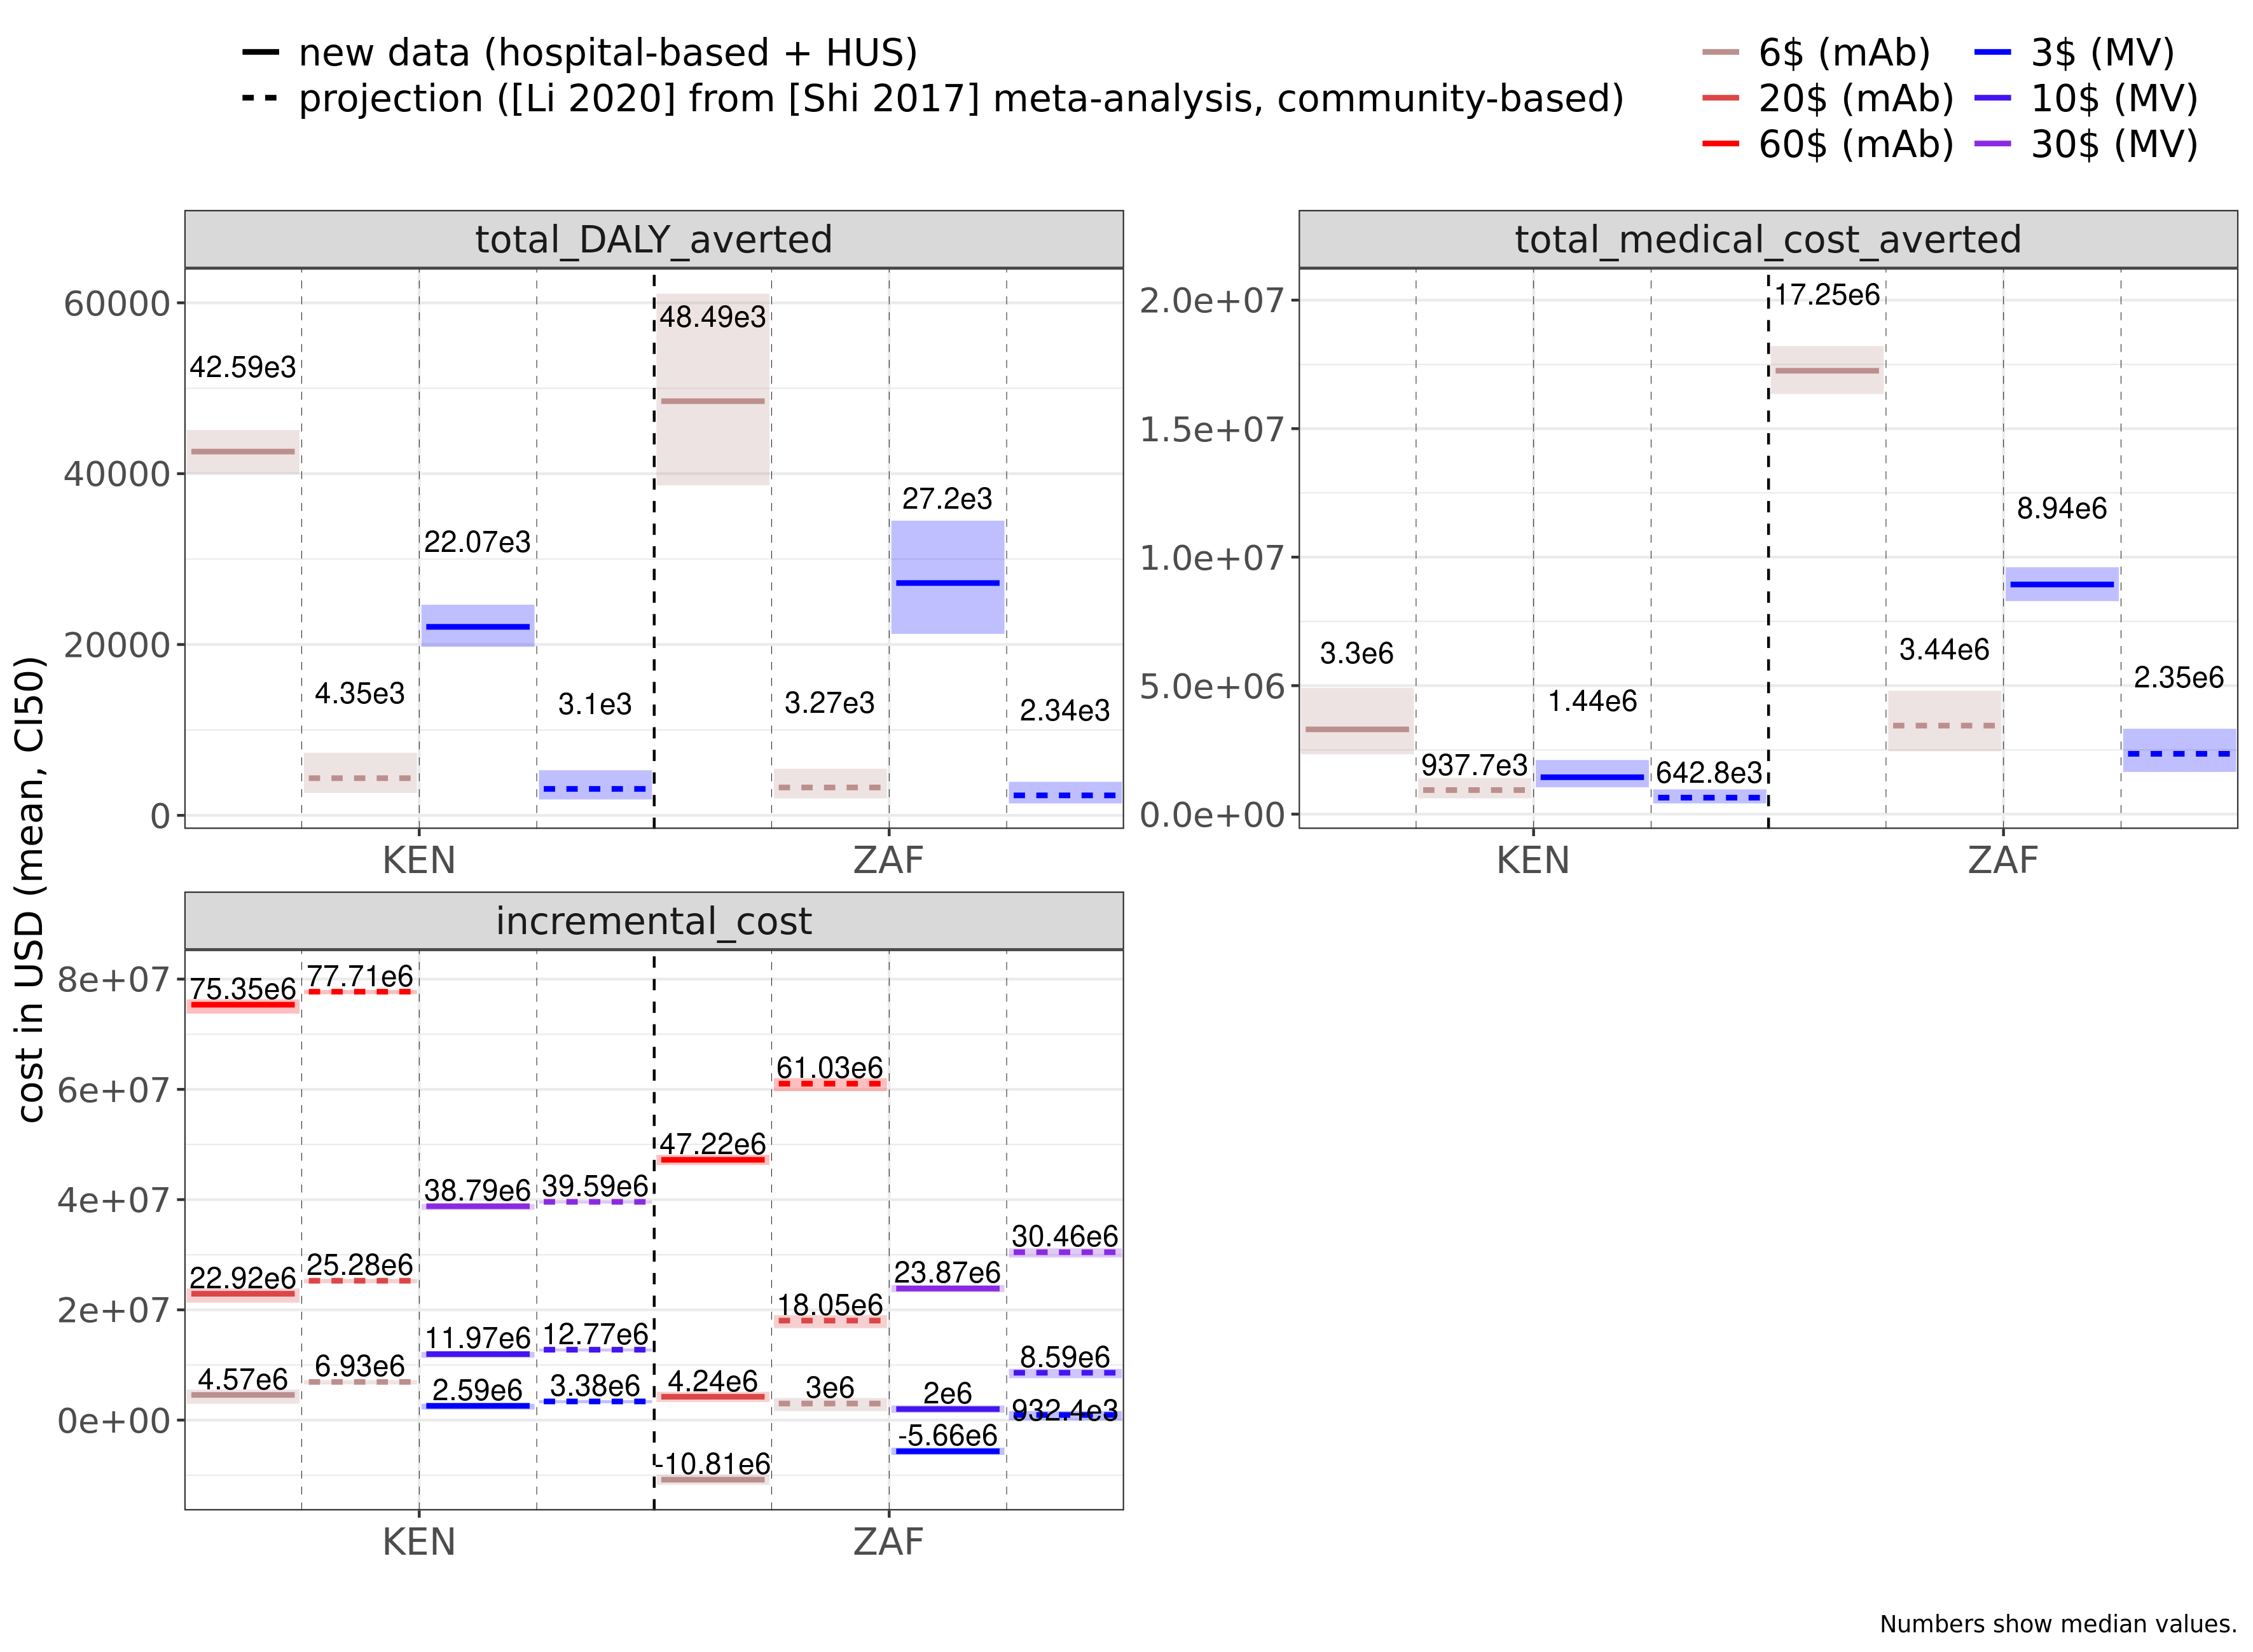 new data (hospital-based + HUS)
projection ([Li 2020] from [Shi 2017] meta-analysis, community-based)
6$ (mAb)
20$ (mAb)
60$ (mAb)
3$ (MV)
10$ (MV)
30$ (MV)
cost in USD (mean, CI50)
total_DALY_averted
60000
40000
20000
0
42.59e3
4.35e3
22.07e3
3.1e3
48.49e3
3.27e3
27.2e3
2.34e3
KEN
ZAF
total_medical_cost_averted
2.0e+07
1.5e+07
1.0e+07
5.0e+06
0.0e+00
3.3e6
937.7e3
1.44e6
642.8e3
17.25e6
3.44e6
8.94e6
2.35e6
KEN
ZAF
incremental_cost
8e+07
6e+07
4e+07
2e+07
0e+00
75.35e6
22.92e6
4.57e6
77.71e6
25.28e6
6.93e6
38.79e6
11.97e6
2.59e6
39.59e6
12.77e6
3.38e6
47.22e6
4.24e6
-10.81e6
61.03e6
18.05e6
3e6
23.87e6
2e6
-5.66e6
30.46e6
8.59e6
932.4e3
KEN
ZAF
Numbers show median values.